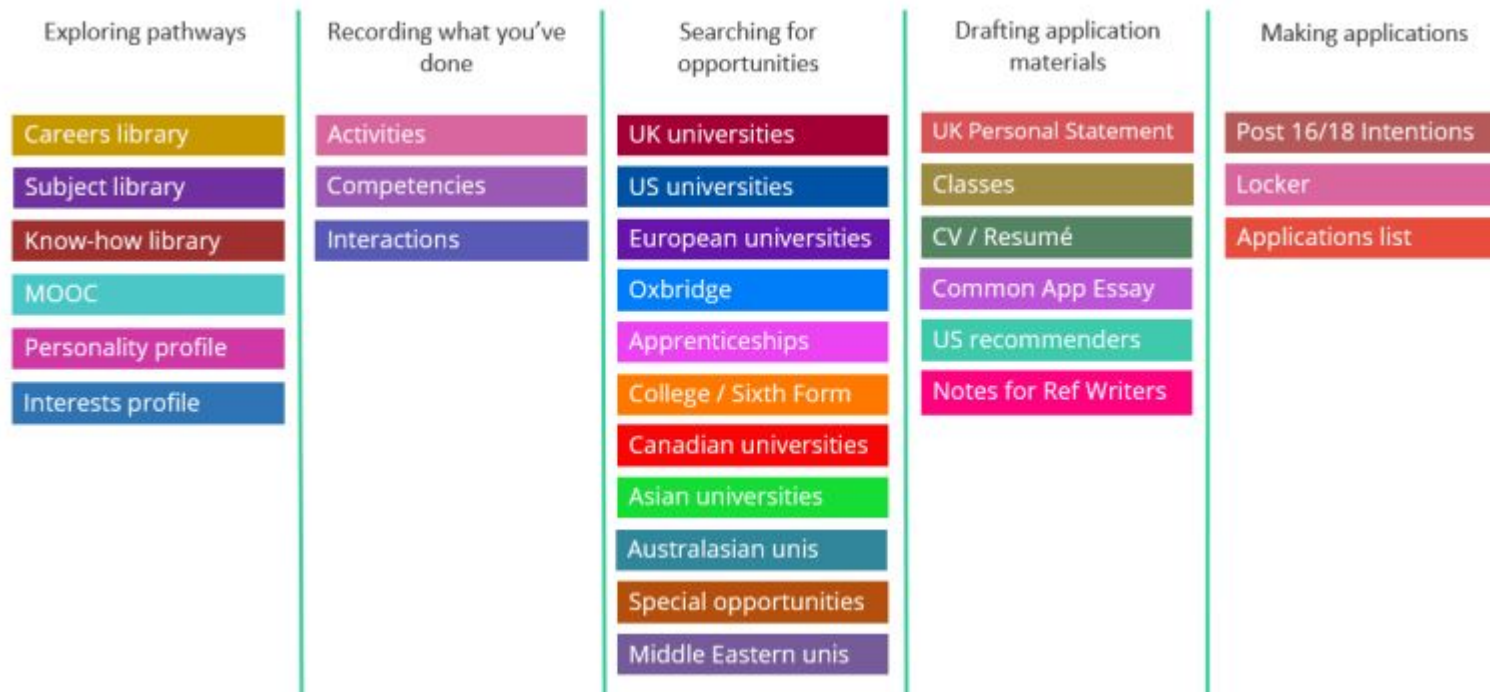 Exploring pathways
Careers library
Subject library
Know-how library
MOOC
Personality profile
Interests profile
Recording what you've
done
Activities
Competencies
Interactions
Searching for
opportunities
UK universities
US universities
European universities
Oxbridge
Apprenticeships
College / Sixth Form
Canadian universities
Asian universities
Australasian unis
Special opportunities
Middle Eastern unis
Drafting application
materials
UK Personal Statement
Classes
CV / Resumé
Common App Essay
US recommenders
Notes for Ref Writers
Making applications
Post 16/18 Intentions
Locker
Applications list